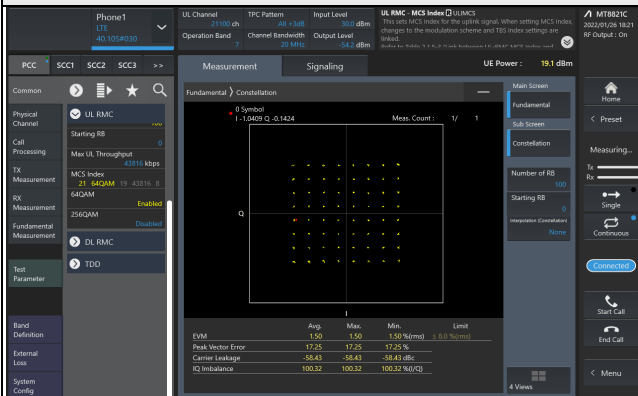 Phone1
LTE
40.105#030
UL Channel
21100 ch
Operation Band
7
TPC Pattern
All +3dB
Channel Bandwidth
20 MHz
Input Level
30.0 dBm
Output Level
-54.2 dBm
UL RMC - MCS Index ULIMCS
This sets MCS Index for the uplink signal. When setting MCS Index,
changes to the modulation scheme and TBS Index settings are
linked.
MT8821C
2022/01/26 18:21
RF Output : On
PCC SCC1 SCC2 SCC3 >>
Measurement
Signaling
UE Power : 19.1 dBm
Common
Physical
Channel
Call
Processing
TX
Measurement
RX
Measurement
Fundamental
Measurement
Test
Parameter
Band
Definition
External
Loss
System
Config
UL RMC
100
Starting RB
0
Max UL Throughput
43816 kbps
MCS Index
21 64QAM 19 43816 8
64QAM
Enabled
256QAM
Disabled
DL RMC
TDD
Fundamental ❯ Constellation
0 Symbol
I -1.0409 Q -0.1424
Meas. Count : 1/ 1
Q
I
Avg. Max. Min. Limit
EVM 1.50 1.50 1.50 %(rms) ≤ 8.0 %(rms)
Peak Vector Error 17.25 17.25 17.25 %
Carrier Leakage -58.43 -58.43 -58.43 dBc
IQ Imbalance 100.32 100.32 100.32 %(I/Q)
Main Screen
Fundamental
Sub Screen
Constellation
Number of RB
100
Starting RB
0
Interpolation (Constellation)
None
4 Views
Home
< Preset
Measuring...
Tx
Rx
Single
Continuous
Connected
Start Call
End Call
< Menu